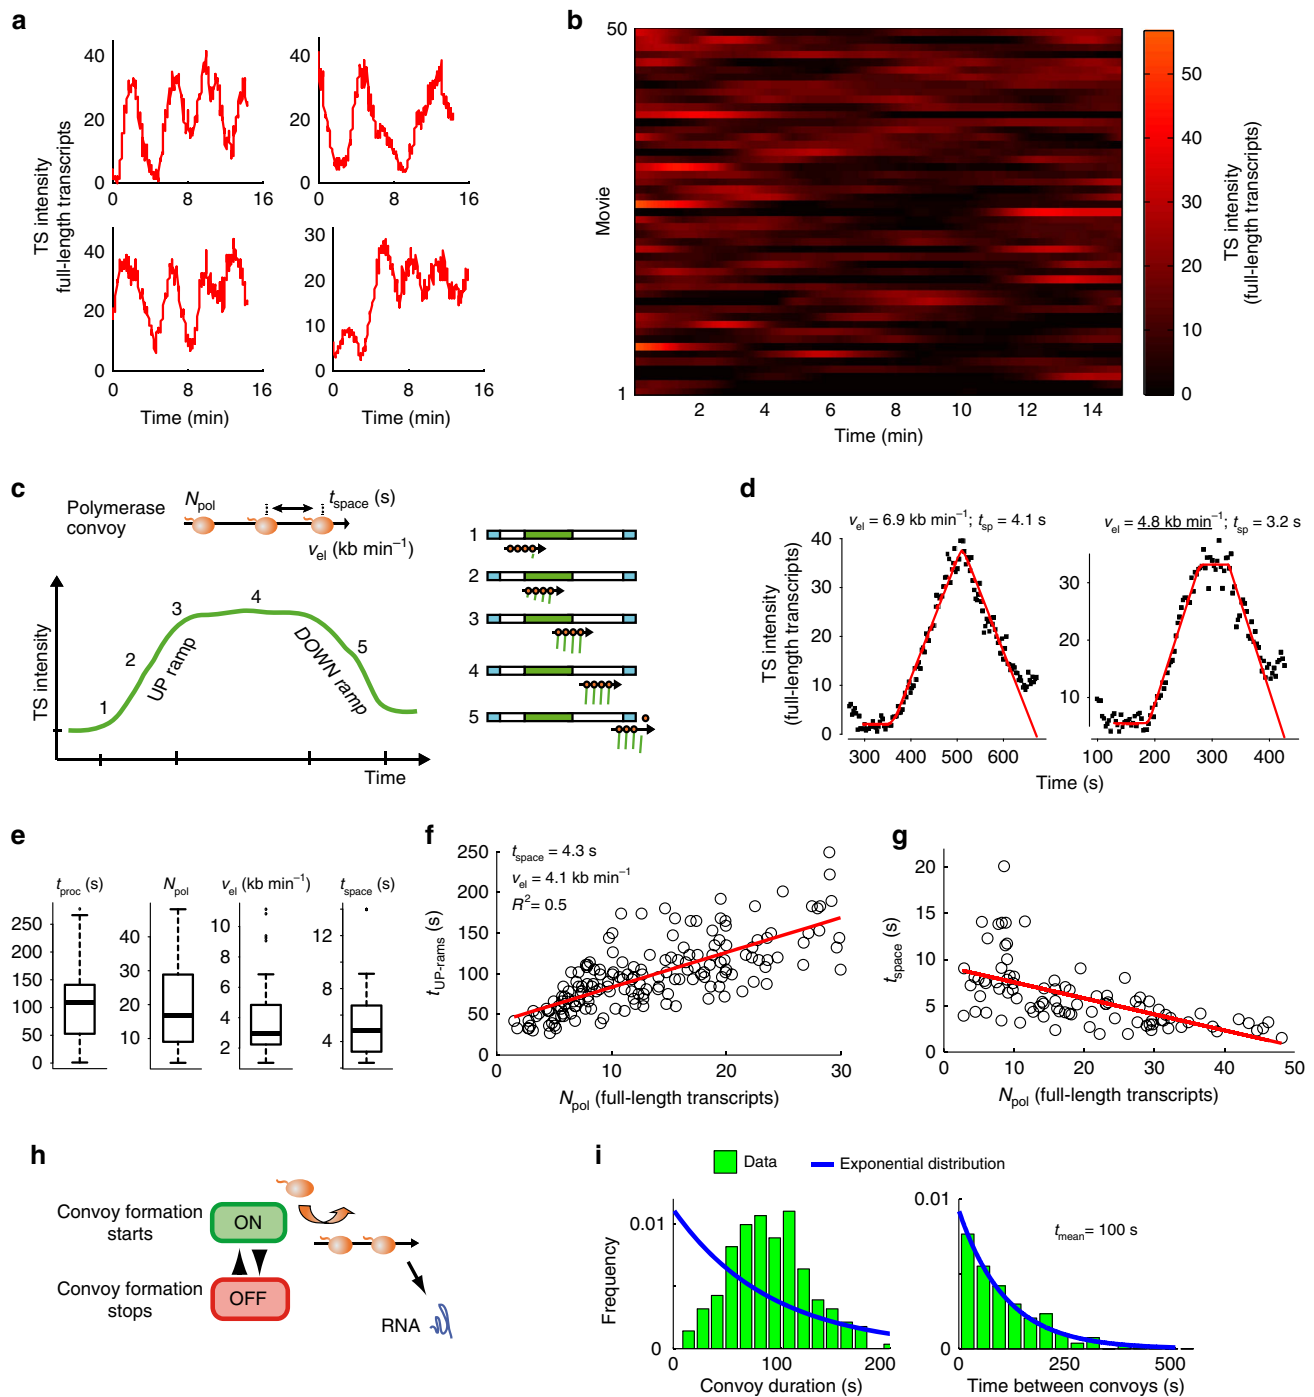 a
TS intensity
full-length transcripts
40
20
0
0 8 16
40
20
0
0 8 16
40
20
0
0 8 16
30
20
10
0
0 8 16
Time (min)
Time (min)
b
50
Movie
1
2 4 6 8 10 12 14
Time (min)
50
40
30
20
10
0
TS intensity
(full-length transcripts)
c
Polymerase
convoy
Npol
tspace (s)
vel (kb min−1)
TS intensity
1
2
3
4
5
UP ramp
DOWN ramp
Time
1
2
3
4
5
d
vel = 6.9 kb min−1; tsp = 4.1 s
TS intensity
(full-length transcripts)
40
30
20
10
0
300 400 500 600
vel = 4.8 kb min−1; tsp = 3.2 s
30
20
10
100 200 300 400
Time (s)
e
tproc (s)
250
200
150
100
50
0
Npol
40
30
20
10
vel (kb min−1)
10
8
6
4
2
tspace (s)
14
8
4
f
tspace = 4.3 s
vel = 4.1 kb min−1
R2= 0.5
tUP-rams (s)
250
200
150
100
50
0
0 10 20 30
Npol (full-length transcripts)
g
tspace (s)
20
15
10
5
0
0 10 20 30 40 50
Npol (full-length transcripts)
h
Convoy formation
starts
ON
Convoy formation
stops
OFF
RNA
i
Data
Exponential distribution
Frequency
0.01
0
0 100 200
Convoy duration (s)
0.01
0
tmean= 100 s
0 250 500
Time between convoys (s)